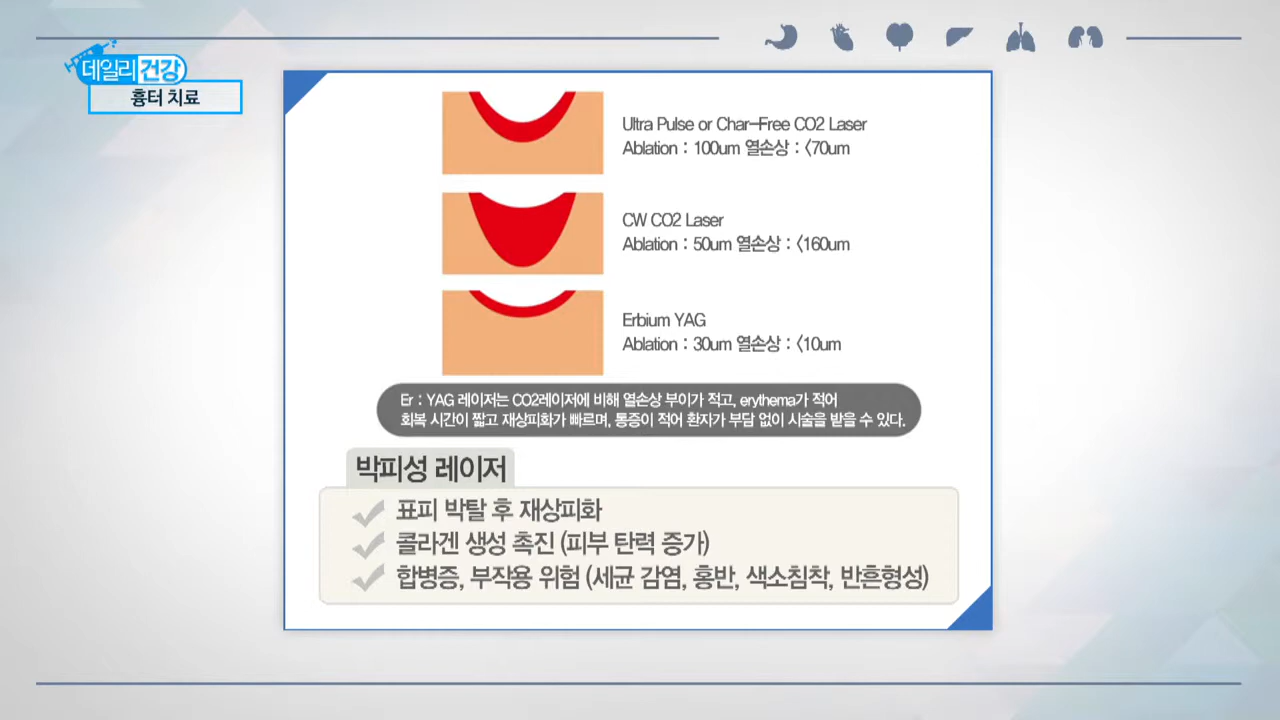 데일리건강
흉터 치료
Ultra Pulse or Char-Free CO2 Laser
Ablation : 100um 열손상 : <70um
CW CO2 Laser
Ablation : 50um 열손상 : <160um
Erbium YAG
Ablation : 30um 열손상 : <10um
Er : YAG 레이저는 CO2레이저에 비해 열손상 부이가 적고, erythema가 적어
회복 시간이 짧고 재상피화가 빠르며, 통증이 적어 환자가 부담 없이 시술을 받을 수 있다.
박피성 레이저
표피 박탈 후 재상피화
콜라겐 생성 촉진 (피부 탄력 증가)
합병증, 부작용 위험 (세균 감염, 홍반, 색소침착, 반흔형성)